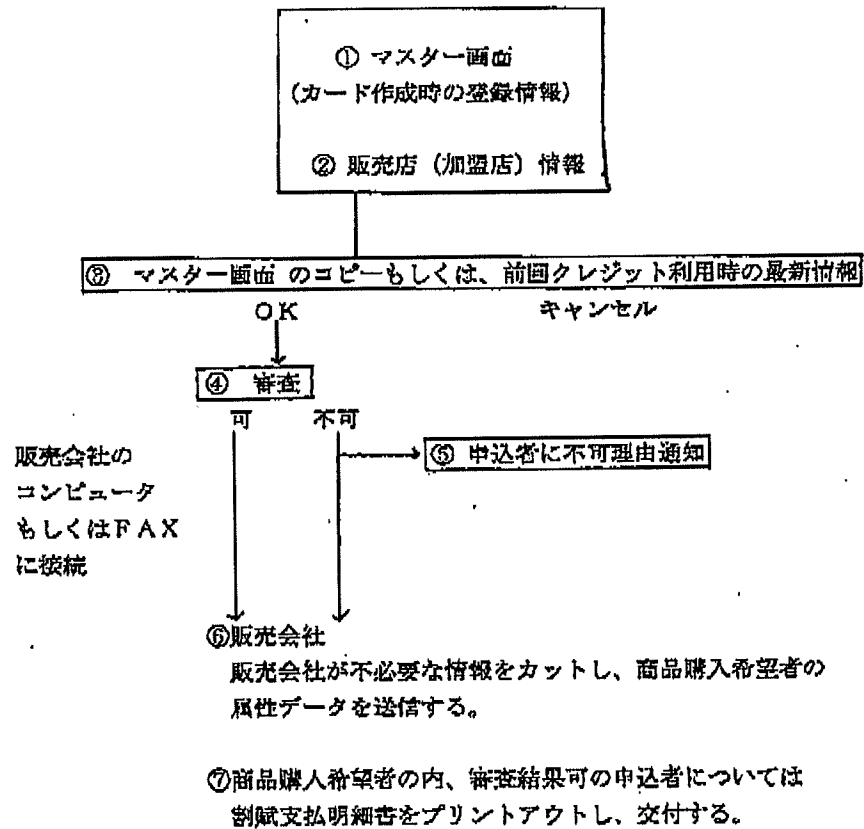 ① マスター画面
(カード作成時の登録情報)
② 販売店 (加盟店) 情報
③ マスター画面 のコピーもしくは、前回クレジット利用時の最新情報
OK キャンセル
④ 審査
可 不可
⑤ 申込者に不可理由通知
販売会社の
コンピュータ
もしくはFAX
に接続
⑥販売会社
販売会社が不必要な情報をカットし、商品購入希望者の
属性データを送信する。
⑦商品購入希望者の内、審査結果可の申込者については
割賦支払明細書をプリントアウトし、交付する。